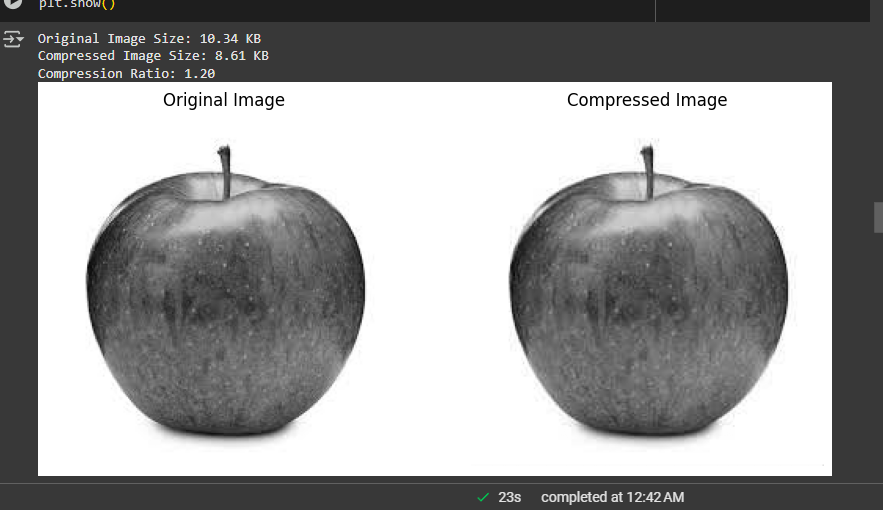 plt.show()
Original Image Size: 10.34 KB
Compressed Image Size: 8.61 KB
Compression Ratio: 1.20
Original Image
Compressed Image
23s completed at 12:42 AM